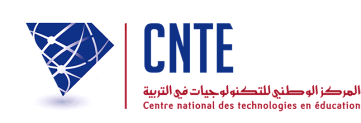 CNTE
المركز الوطني للتكنولوجيات في التربية
Centre national des technologies en éducation